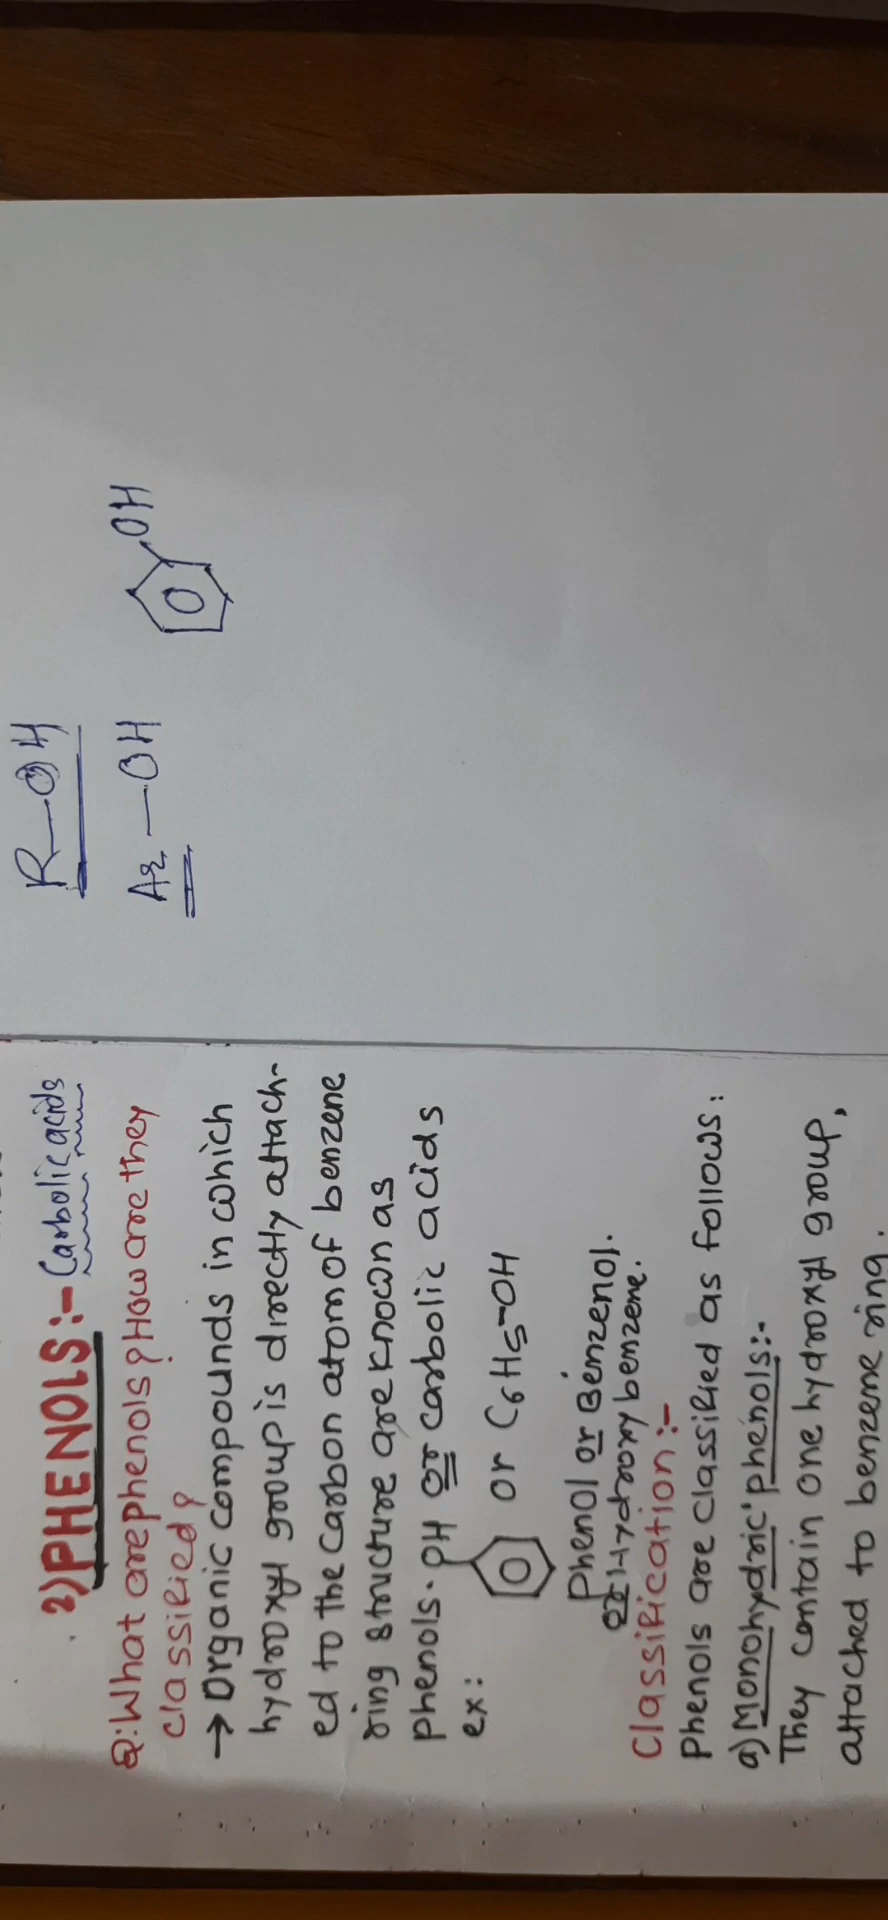 2) PHENOLS:- Carbolic acids
Q: What are phenols? How are they
classified?
→ Organic compounds in which
hydroxyl group is directly attach-
ed to the carbon atom of benzene
ring structure are known as
phenols. or carbolic acids
OH
ex: or C6H5-OH
Phenol or Benzenol.
or Hydroxy benzene.
Classification:-
Phenols are classified as follows:
a) Monohydric phenols:-
They contain one hydroxyl group,
attached to benzene ring.
R-OH
Ar-OH
OH